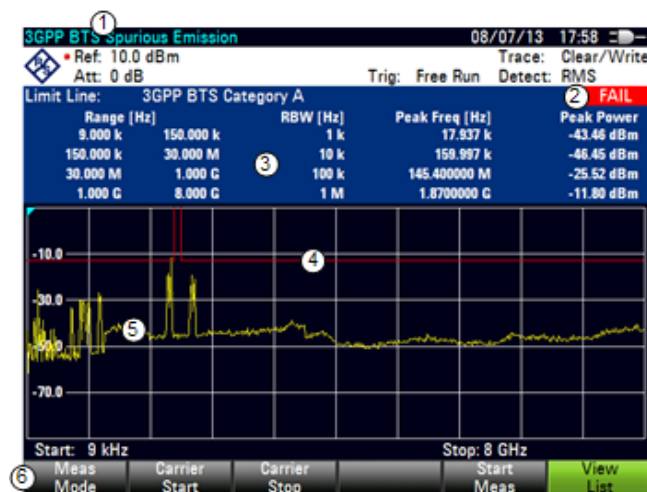 1
3GPP BTS Spurious Emission 08/07/13 17:58
Ref: 10.0 dBm Trace: Clear/Write
Att: 0 dB Trig: Free Run Detect: RMS
Limit Line: 3GPP BTS Category A 2 FAIL
Range [Hz] RBW [Hz] Peak Freq [Hz] Peak Power
9.000 k 150.000 k 1 k 17.937 k -43.46 dBm
150.000 k 30.000 M 10 k 159.997 k -46.45 dBm
30.000 M 1.000 G 3 100 k 145.400000 M -25.52 dBm
1.000 G 8.000 G 1 M 1.8700000 G -11.80 dBm
-10.0 4
-30.0
5
-50.0
-70.0
Start: 9 kHz Stop: 8 GHz
6 Meas Mode Carrier Start Carrier Stop Start Meas View List